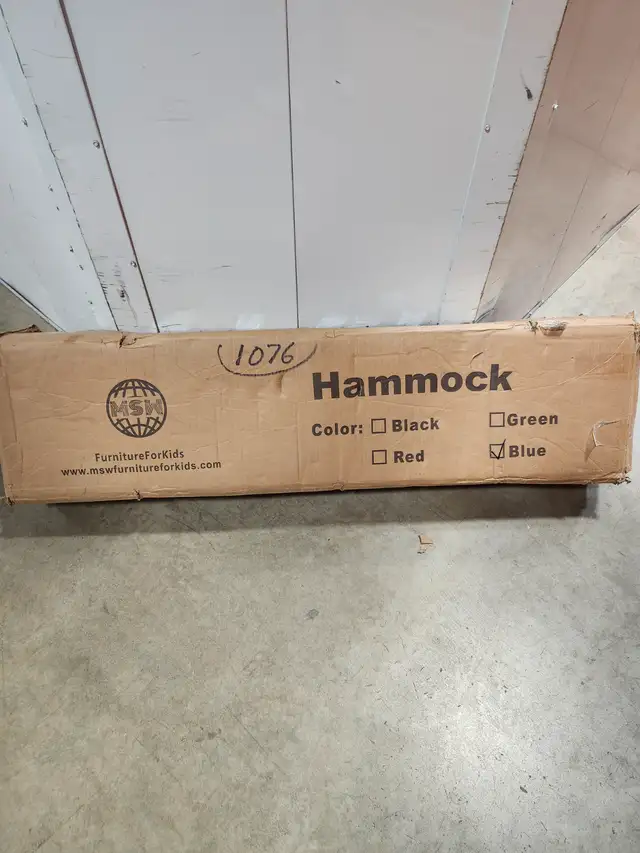 1076
MSW
FurnitureForKids
www.mswfurnitureforkids.com
Hammock
Color: ☐ Black ☐ Green
☐ Red ☑ Blue